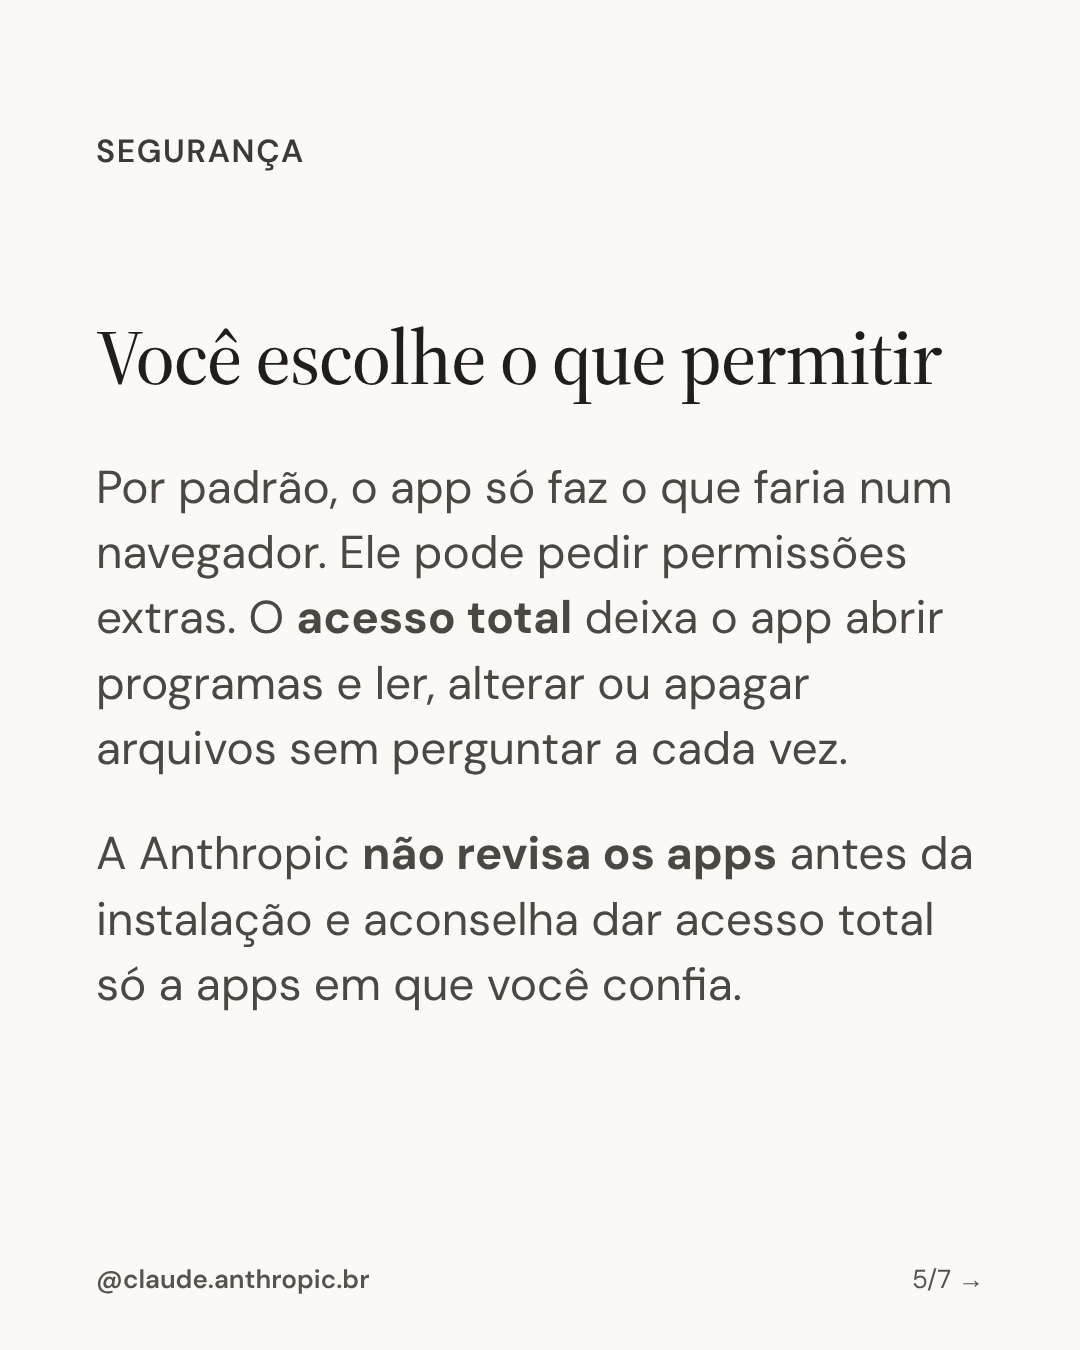 SEGURANÇA
Você escolhe o que permitir
Por padrão, o app só faz o que faria num
navegador. Ele pode pedir permissões
extras. O acesso total deixa o app abrir
programas e ler, alterar ou apagar
arquivos sem perguntar a cada vez.
A Anthropic não revisa os apps antes da
instalação e aconselha dar acesso total
só a apps em que você confia.
@claude.anthropic.br
5/7 →